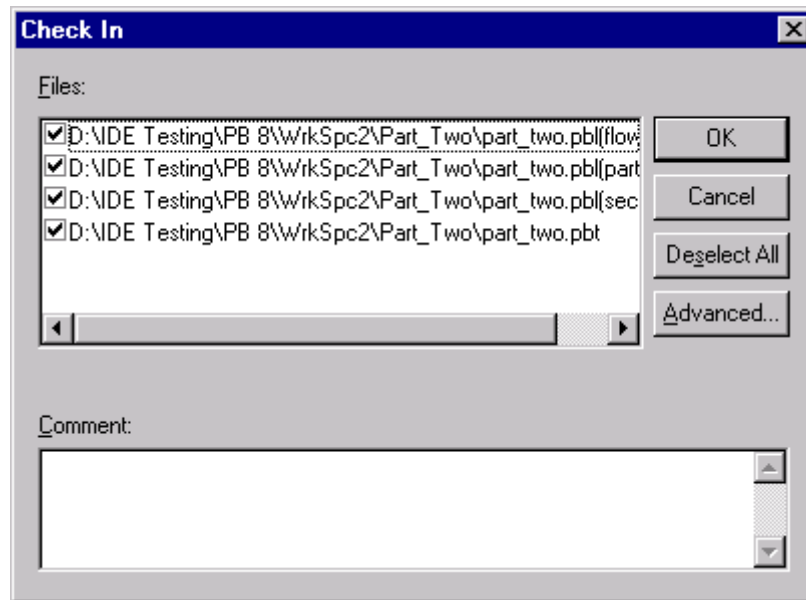 Check In
Files:
D:\IDE Testing\PB 8\WrkSpc2\Part_Two\part_two.pbl(flow
D:\IDE Testing\PB 8\WrkSpc2\Part_Two\part_two.pbl(part
D:\IDE Testing\PB 8\WrkSpc2\Part_Two\part_two.pbl(sec
D:\IDE Testing\PB 8\WrkSpc2\Part_Two\part_two.pbt
OK
Cancel
Deselect All
Advanced...
Comment: